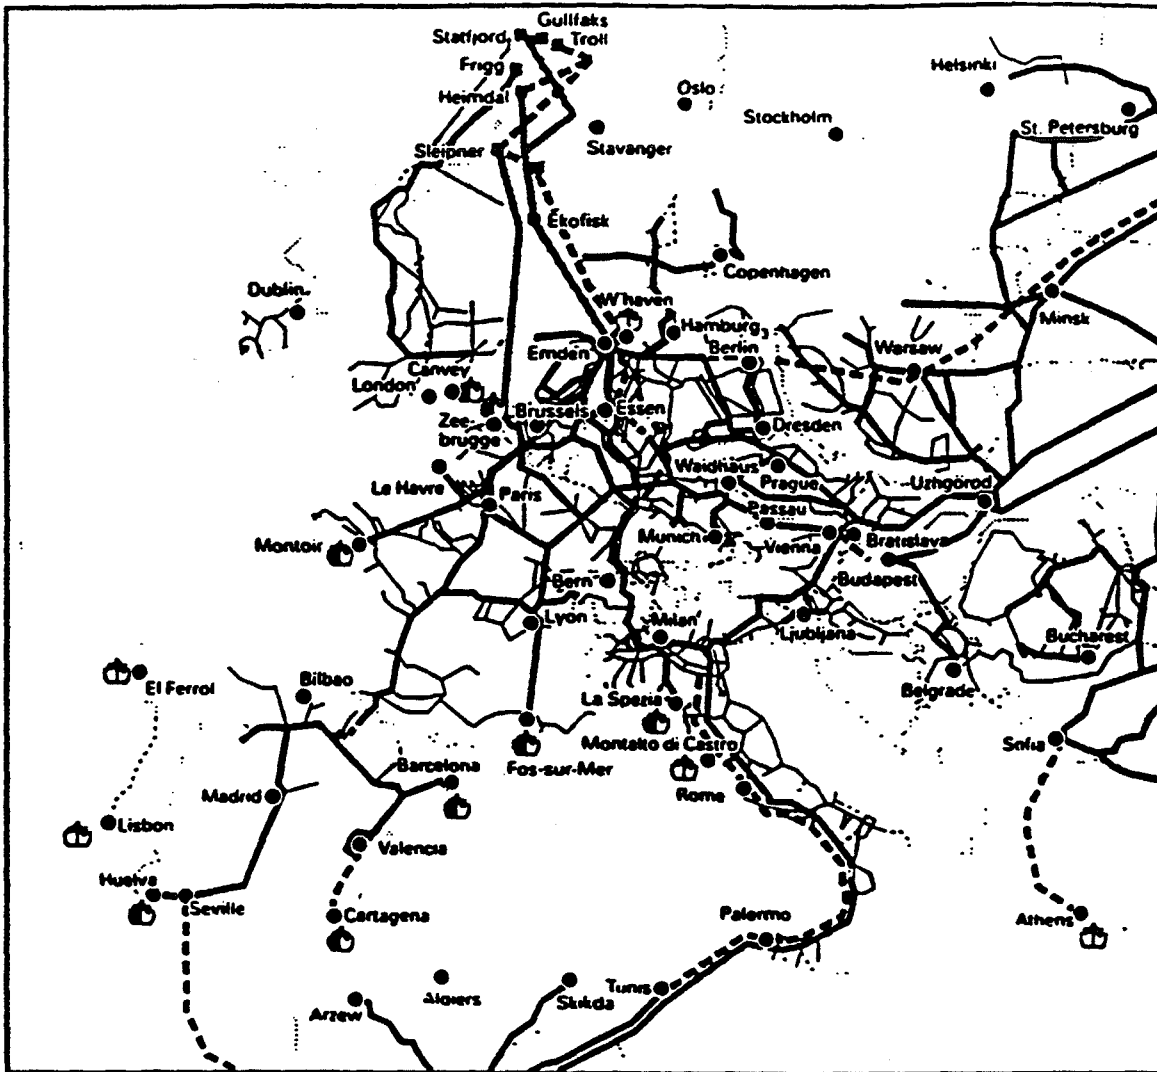 Gullfaks
Statfjord
Troll
Frigg
Heimdal
Oslo
Helsinki
Stockholm
St. Petersburg
Stavanger
Sleipner
Ekofisk
Copenhagen
Dublin
W'haven
Hamburg
Minsk
Emden
Berlin
Warsaw
Canvey
London
Brussels
Essen
Zee-
brugge
Dresden
Waidhaus
Prague
Uzhgorod
Le Havre
Paris
Passau
Montoir
Munich
Vienna
Bratislava
Budapest
Bern
Lyon
Milan
Ljubljana
Bucharest
El Ferrol
Bilbao
La Spezia
Belgrade
Montalto di Castro
Sofia
Barcelona
Fos-sur-Mer
Madrid
Rome
Lisbon
Valencia
Huelva
Seville
Cartagena
Palermo
Athens
Algiers
Skikda
Tunis
Arzew